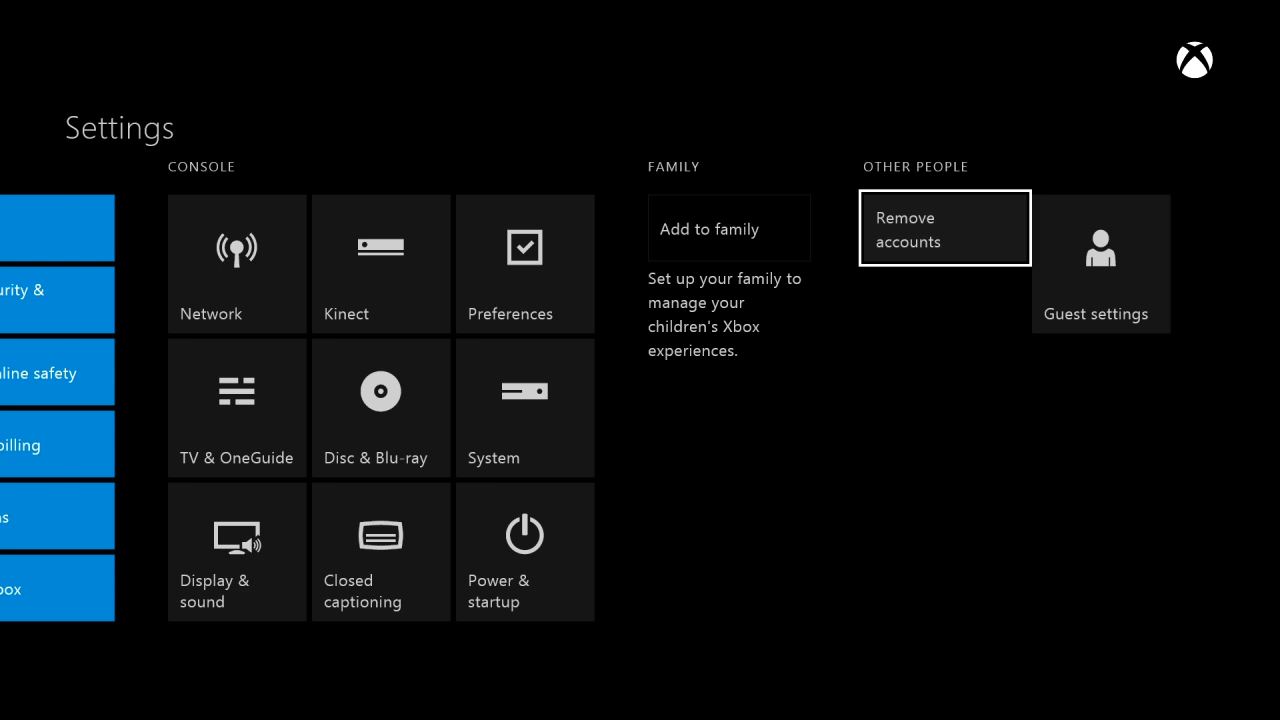 Settings
CONSOLE
FAMILY
OTHER PEOPLE
urity &
line safety
billing
Network
Kinect
Preferences
TV & OneGuide
Disc & Blu-ray
System
Display &
sound
Closed
captioning
Power &
startup
Add to family
Set up your family to
manage your
children's Xbox
experiences.
Remove
accounts
Guest settings